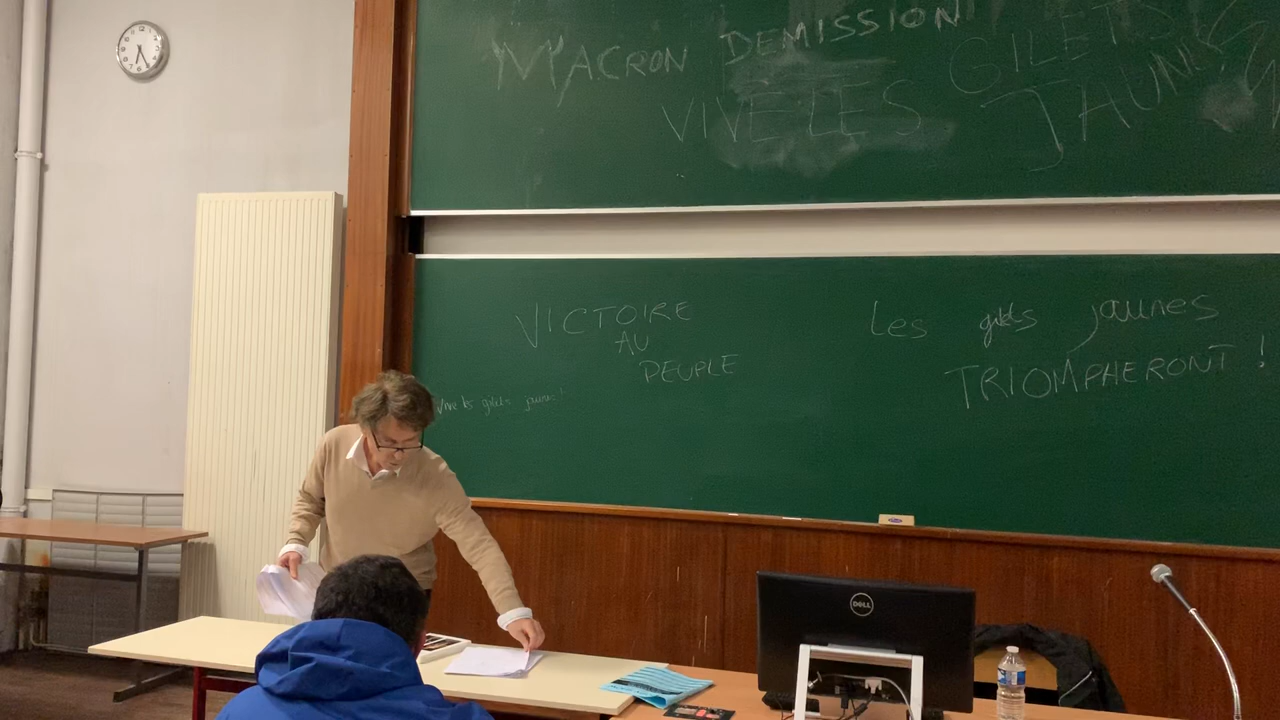 MACRON DEMISSION
VIVE LES GILETS JAUNES
VICTOIRE
AU
PEUPLE
Vive les gilets jaunes!
Les gilets jaunes
TRIOMPHERONT !
DELL